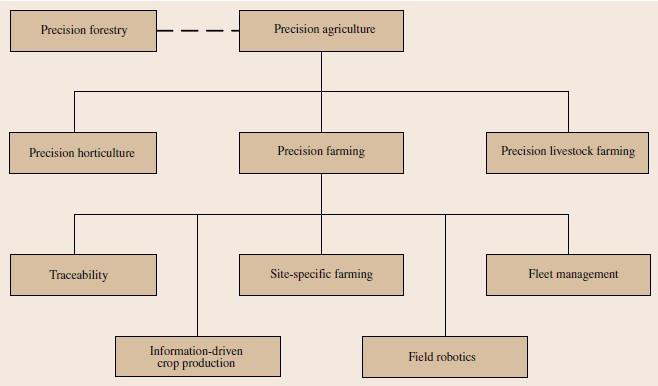 Precision forestry
Precision agriculture
Precision horticulture
Precision farming
Precision livestock farming
Traceability
Site-specific farming
Fleet management
Information-driven
crop production
Field robotics